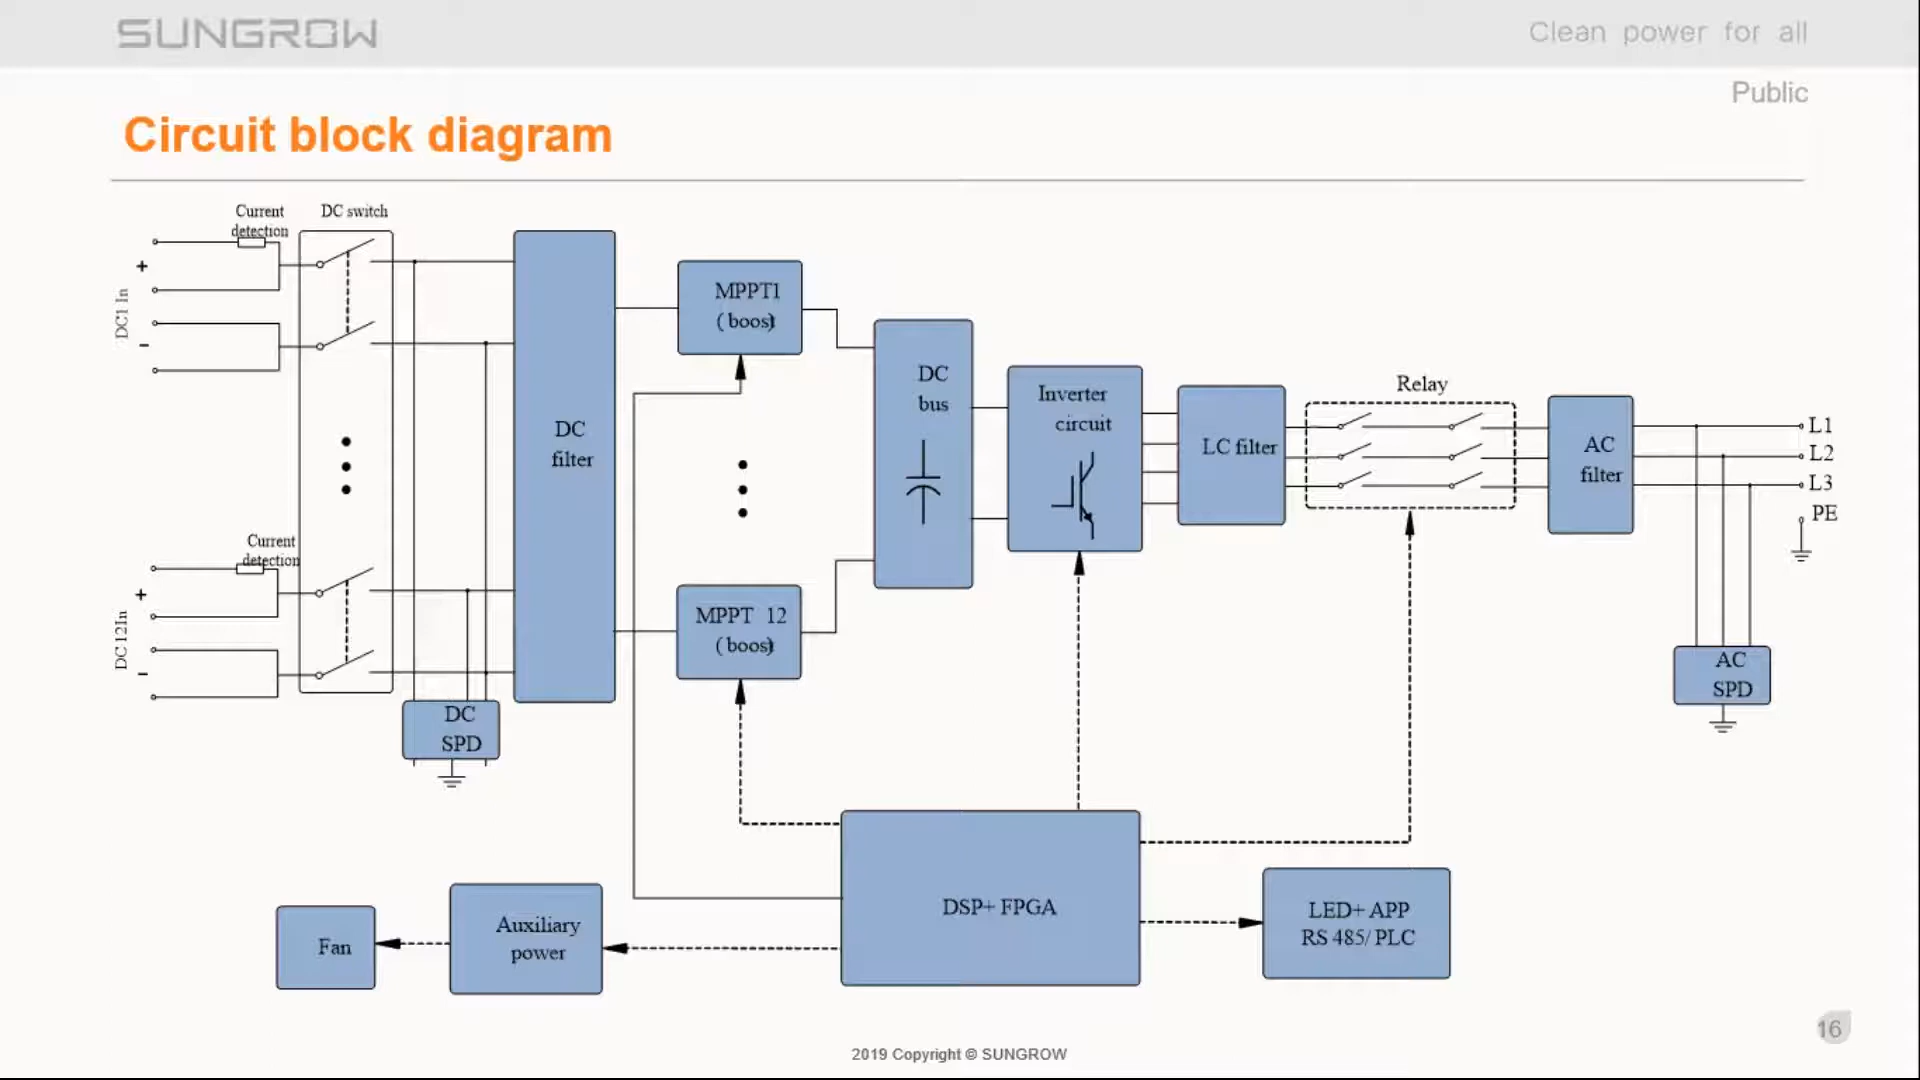 SUNGROW
Clean power for all
Public
Circuit block diagram
Current
detection
DC switch
+
DC1 In
−
Current
detection
+
DC 12In
−
DC
SPD
DC
filter
MPPT1
( boost)
MPPT 12
( boost)
DC
bus
Inverter
circuit
LC filter
Relay
AC
filter
L1
L2
L3
PE
AC
SPD
DSP+ FPGA
LED+ APP
RS 485/ PLC
Auxiliary
power
Fan
16
2019 Copyright © SUNGROW